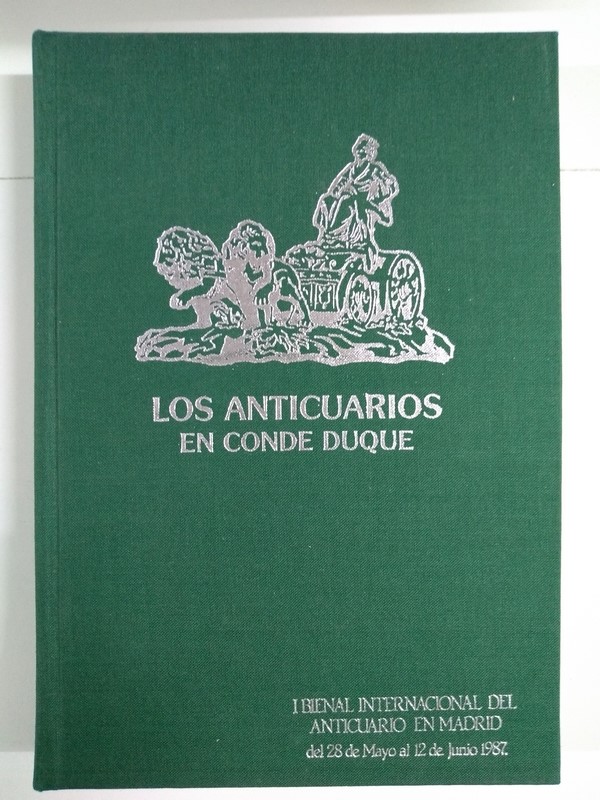 LOS ANTICUARIOS
EN CONDE DUQUE
I BIENAL INTERNACIONAL DEL
ANTICUARIO EN MADRID
del 28 de Mayo al 12 de Junio 1987.